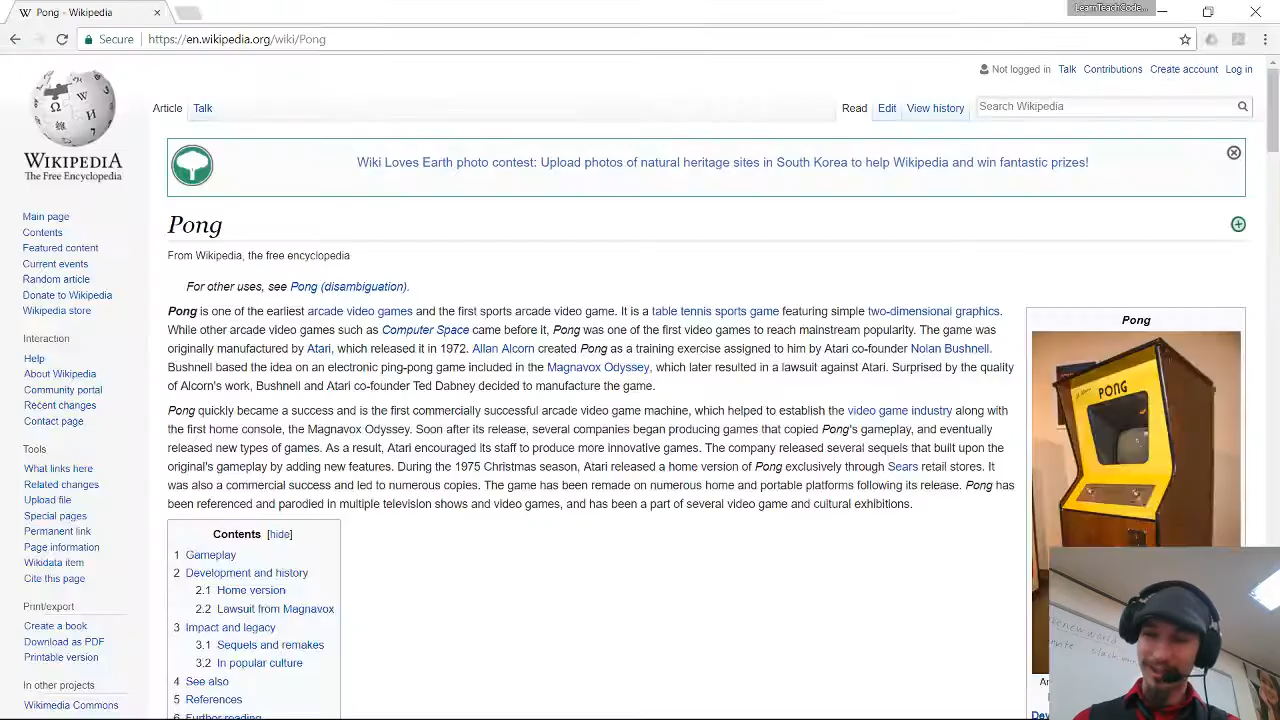 Pong - Wikipedia
LearnTeachCode...
Secure
https://en.wikipedia.org/wiki/Pong
Not logged in Talk Contributions Create account Log in
Article Talk
Read Edit View history
Search Wikipedia
WIKIPEDIA
The Free Encyclopedia
Wiki Loves Earth photo contest: Upload photos of natural heritage sites in South Korea to help Wikipedia and win fantastic prizes!
Main page
Contents
Featured content
Current events
Random article
Donate to Wikipedia
Wikipedia store
Interaction
Help
About Wikipedia
Community portal
Recent changes
Contact page
Tools
What links here
Related changes
Upload file
Special pages
Permanent link
Page information
Wikidata item
Cite this page
Print/export
Create a book
Download as PDF
Printable version
In other projects
Wikimedia Commons
Pong
From Wikipedia, the free encyclopedia
For other uses, see Pong (disambiguation).
Pong is one of the earliest arcade video games and the first sports arcade video game. It is a table tennis sports game featuring simple two-dimensional graphics.
While other arcade video games such as Computer Space came before it, Pong was one of the first video games to reach mainstream popularity. The game was
originally manufactured by Atari, which released it in 1972. Allan Alcorn created Pong as a training exercise assigned to him by Atari co-founder Nolan Bushnell.
Bushnell based the idea on an electronic ping-pong game included in the Magnavox Odyssey, which later resulted in a lawsuit against Atari. Surprised by the quality
of Alcorn's work, Bushnell and Atari co-founder Ted Dabney decided to manufacture the game.
Pong quickly became a success and is the first commercially successful arcade video game machine, which helped to establish the video game industry along with
the first home console, the Magnavox Odyssey. Soon after its release, several companies began producing games that copied Pong's gameplay, and eventually
released new types of games. As a result, Atari encouraged its staff to produce more innovative games. The company released several sequels that built upon the
original's gameplay by adding new features. During the 1975 Christmas season, Atari released a home version of Pong exclusively through Sears retail stores. It
was also a commercial success and led to numerous copies. The game has been remade on numerous home and portable platforms following its release. Pong has
been referenced and parodied in multiple television shows and video games, and has been a part of several video game and cultural exhibitions.
Contents [hide]
1 Gameplay
2 Development and history
2.1 Home version
2.2 Lawsuit from Magnavox
3 Impact and legacy
3.1 Sequels and remakes
3.2 In popular culture
4 See also
5 References
6 Further reading
Pong
PONG